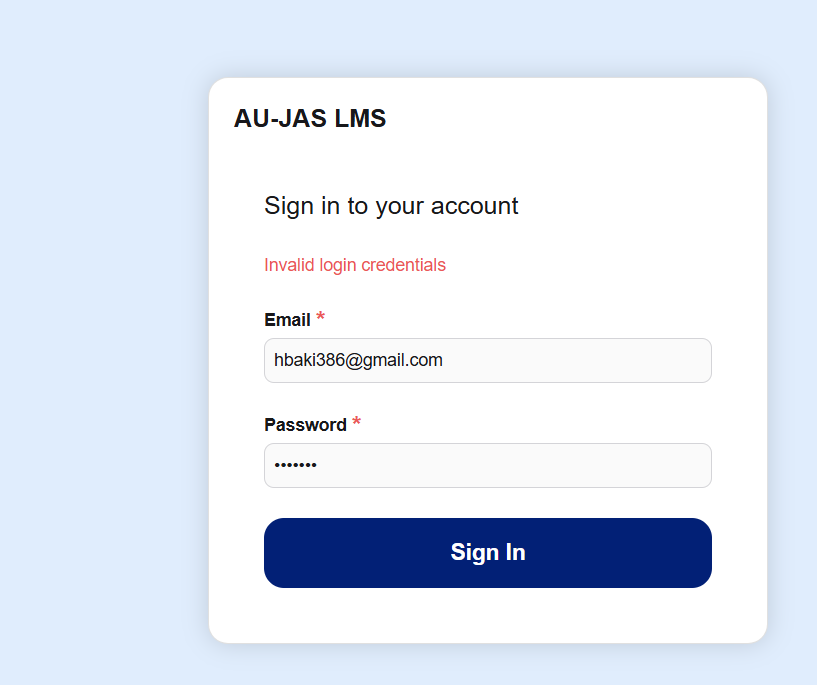 AU-JAS LMS
Sign in to your account
Invalid login credentials
Email *
hbaki386@gmail.com
Password *
•••••••
Sign In